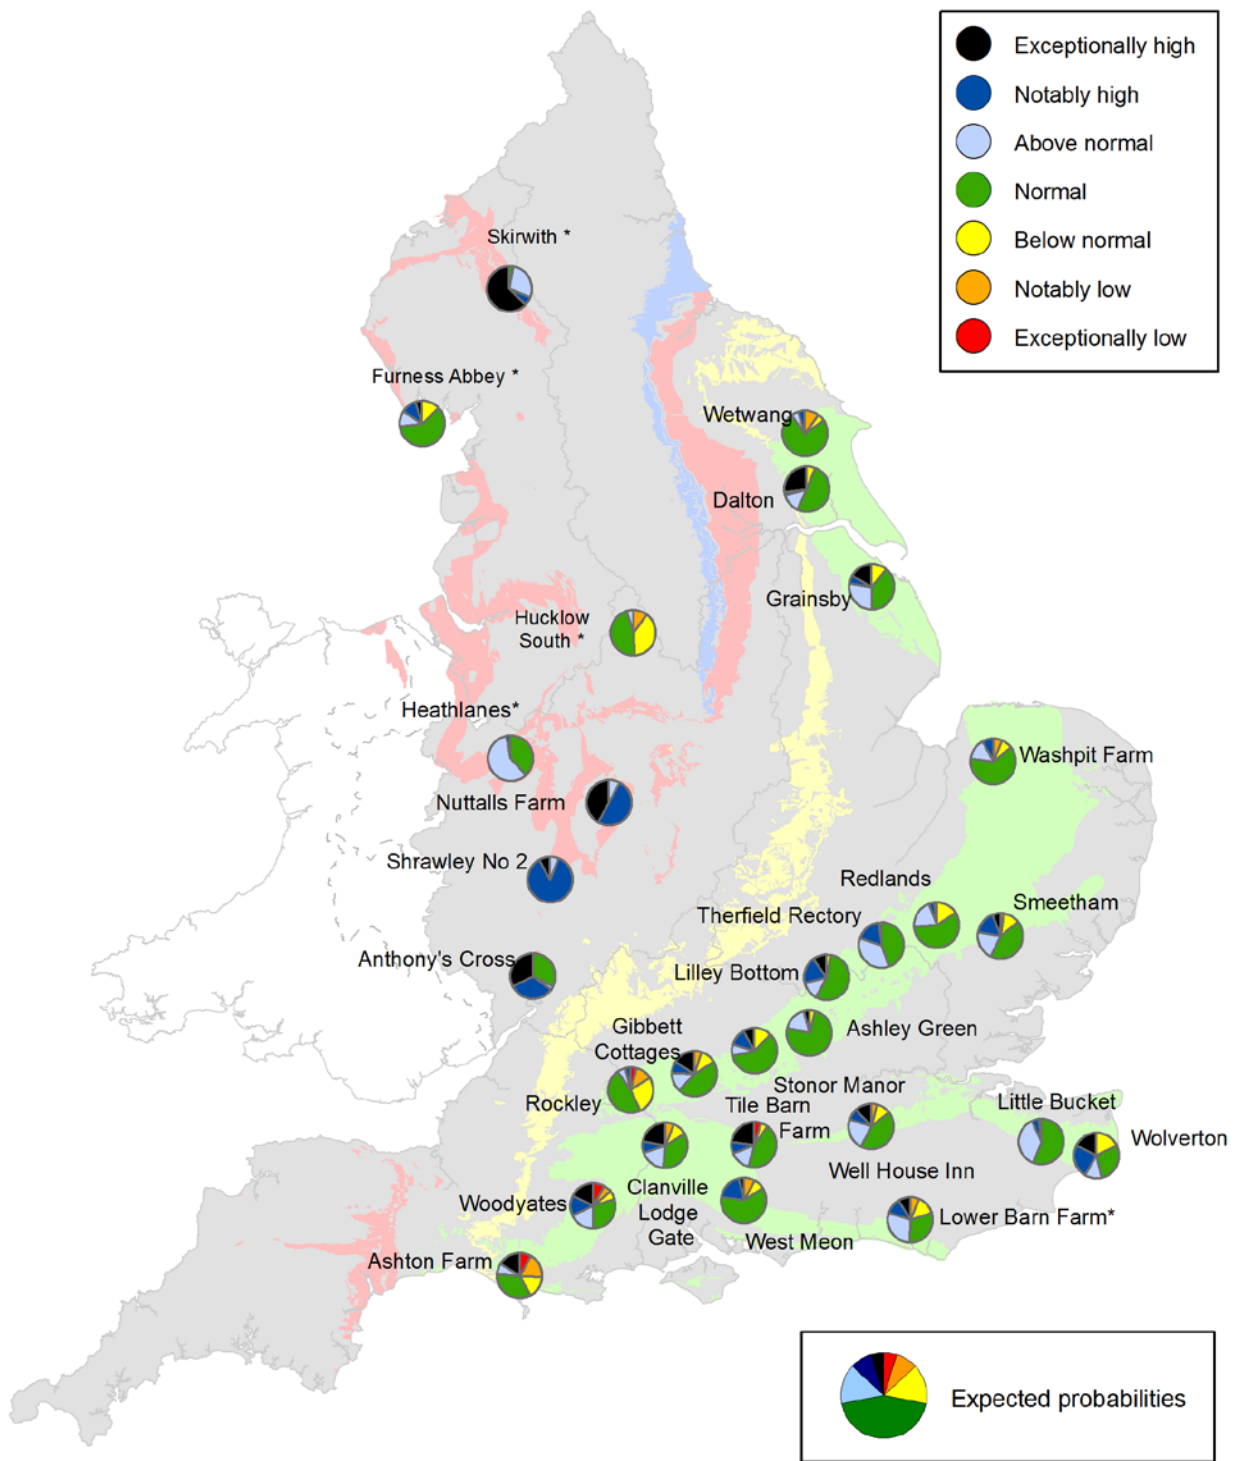 Exceptionally high
Notably high
Above normal
Normal
Below normal
Notably low
Exceptionally low
Skirwith *
Furness Abbey *
Wetwang
Dalton
Grainsby
Hucklow
South *
Heathlanes*
Nuttalls Farm
Washpit Farm
Shrawley No 2
Redlands
Smeetham
Therfield Rectory
Anthony's Cross
Lilley Bottom
Gibbett
Cottages
Ashley Green
Rockley
Stonor Manor
Tile Barn
Farm
Little Bucket
Wolverton
Well House Inn
Woodyates
Clanville
Lodge
Gate
West Meon
Lower Barn Farm*
Ashton Farm
Expected probabilities